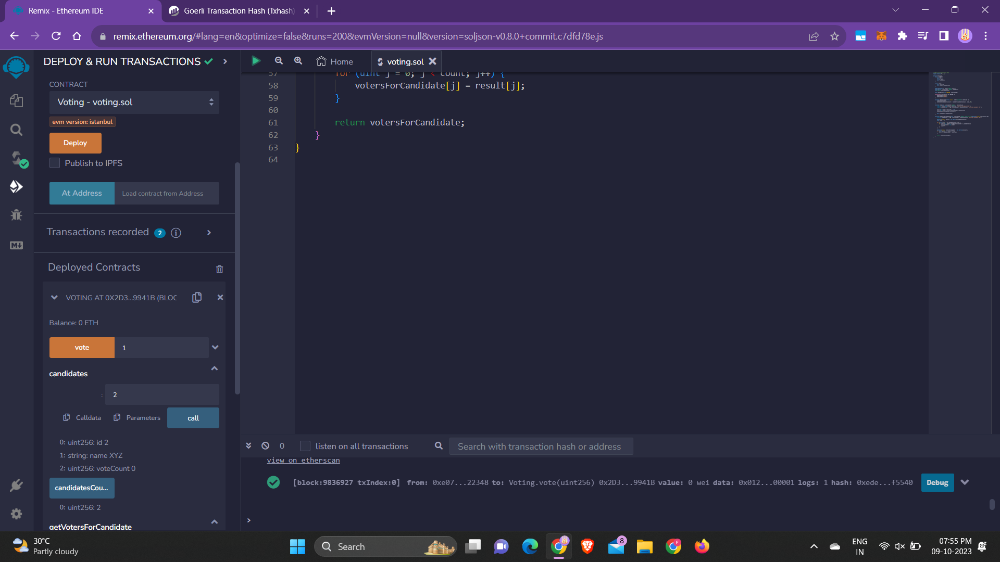 Remix - Ethereum IDE
Goerli Transaction Hash (Txhash)
remix.ethereum.org/#lang=en&optimize=false&runs=200&evmVersion=null&version=soljson-v0.8.0+commit.c7dfd78e.js
DEPLOY & RUN TRANSACTIONS
CONTRACT
Voting - voting.sol
evm version: istanbul
Deploy
Publish to IPFS
At Address Load contract from Address
Transactions recorded 2 i
Deployed Contracts
VOTING AT 0X2D3...9941B (BLOC
Balance: 0 ETH
vote 1
candidates
: 2
Calldata Parameters call
0: uint256: id 2
1: string: name XYZ
2: uint256: voteCount 0
candidatesCou...
0: uint256: 2
getVotersForCandidate
Home voting.sol
57 for (uint j = 0; j < count; j++) {
58 votersForCandidate[j] = result[j];
59 }
60
61 return votersForCandidate;
62 }
63 }
64
0 listen on all transactions Search with transaction hash or address
view on etherscan
[block:9836927 txIndex:0] from: 0xe07...22348 to: Voting.vote(uint256) 0x2D3...9941B value: 0 wei data: 0x012...00001 logs: 1 hash: 0xede...f5540 Debug
>
30°C
Partly cloudy
Search
8
F
ENG
IN
07:55 PM
09-10-2023